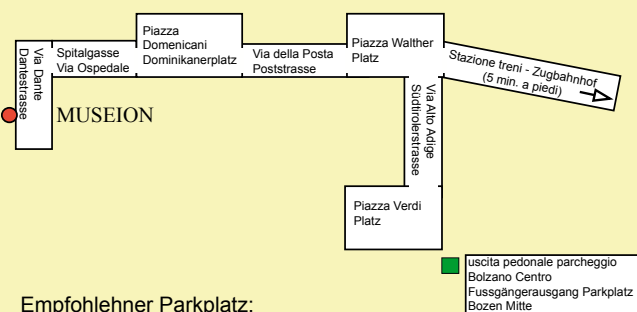 Piazza
Domenicani
Dominikanerplatz
Piazza Walther
Platz
Via Dante
Dantestrasse
Spitalgasse
Via Ospedale
Via della Posta
Poststrasse
Stazione treni - Zugbahnhof
(5 min. a piedi)
MUSEION
Via Alto Adige
Südtirolerstrasse
Piazza Verdi
Platz
uscita pedonale parcheggio
Bolzano Centro
Fussgängerausgang Parkplatz
Bozen Mitte
Empfohlehner Parkplatz: